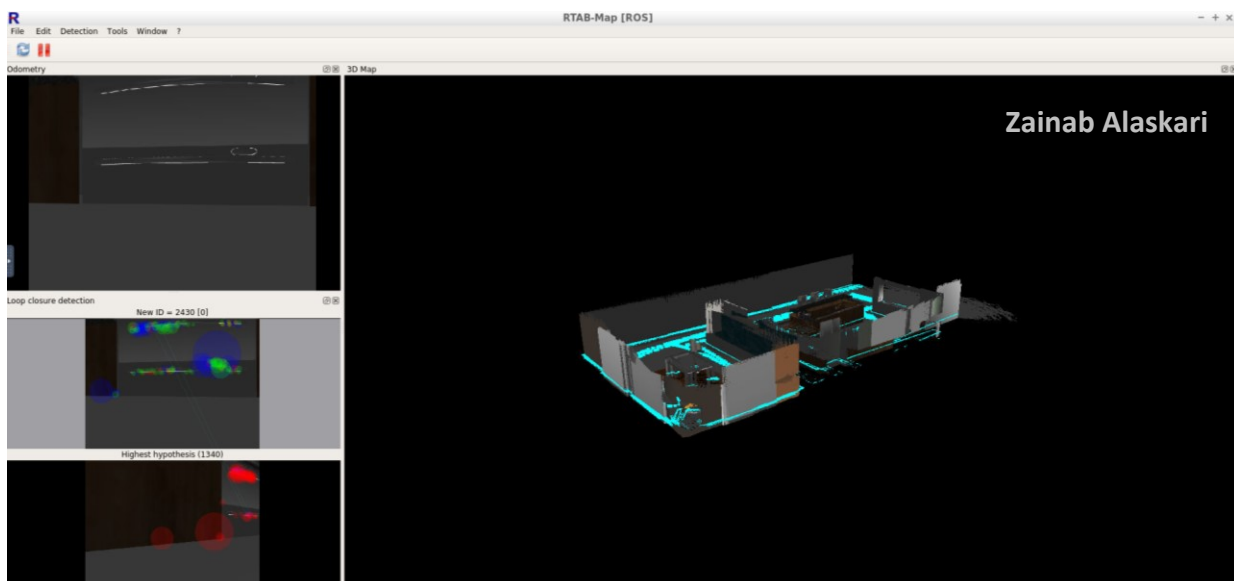 R
RTAB-Map [ROS]
File Edit Detection Tools Window ?
Odometry
3D Map
Zainab Alaskari
Loop closure detection
New ID = 2430 [0]
Highest hypothesis (1340)